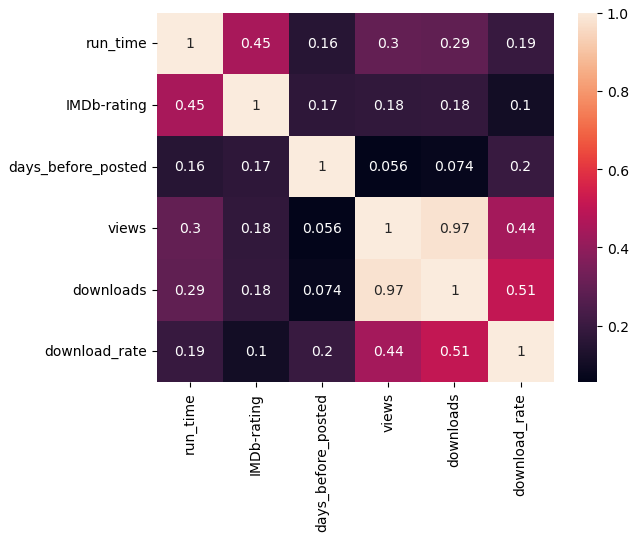 run_time 1 0.45 0.16 0.3 0.29 0.19
IMDb-rating 0.45 1 0.17 0.18 0.18 0.1
days_before_posted 0.16 0.17 1 0.056 0.074 0.2
views 0.3 0.18 0.056 1 0.97 0.44
downloads 0.29 0.18 0.074 0.97 1 0.51
download_rate 0.19 0.1 0.2 0.44 0.51 1
run_time
IMDb-rating
days_before_posted
views
downloads
download_rate
1.0
0.8
0.6
0.4
0.2